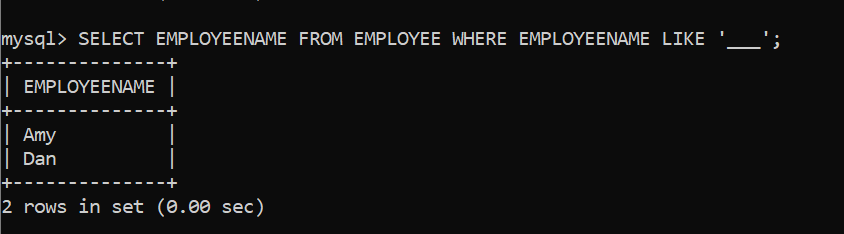 mysql> SELECT EMPLOYEENAME FROM EMPLOYEE WHERE EMPLOYEENAME LIKE '___';
+--------------+
| EMPLOYEENAME |
+--------------+
| Amy          |
| Dan          |
+--------------+
2 rows in set (0.00 sec)